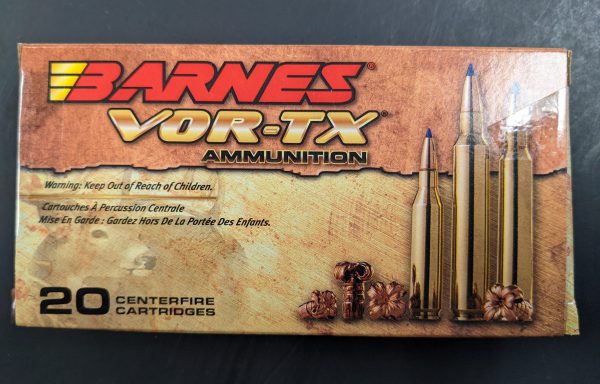 BARNES®
VOR-TX®
AMMUNITION
Warning: Keep Out of Reach of Children.
Cartouches À Percussion Centrale
Mise En Garde : Gardez Hors De La Portée Des Enfants.
20 CENTERFIRE
CARTRIDGES